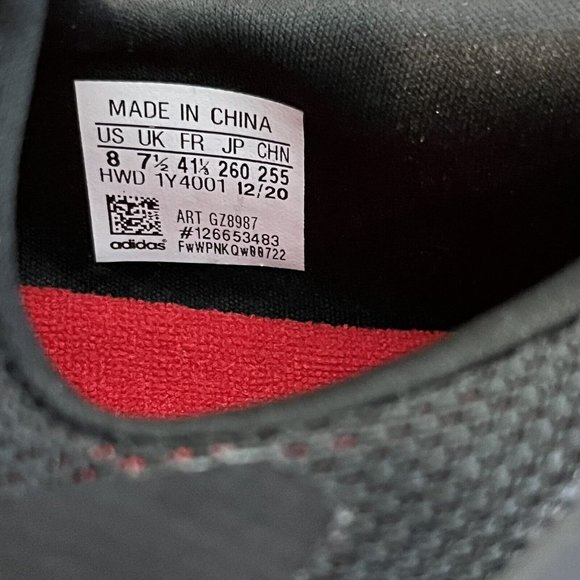 MADE IN CHINA
US UK FR JP CHN
8 7½ 41⅓ 260 255
HWD 1Y4001 12/20
ART GZ8987
#126653483
adidas® FwWPNKQw00722